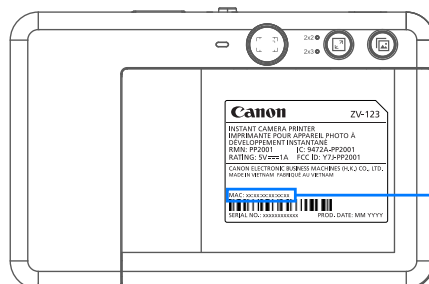 2x2
2x3
Canon ZV-123
INSTANT CAMERA PRINTER
IMPRIMANTE POUR APPAREIL PHOTO À
DÉVELOPPEMENT INSTANTANÉ
RMN: PP2001 IC: 9472A-PP2001
RATING: 5V⎓1A FCC ID: Y7J-PP2001
CANON ELECTRONIC BUSINESS MACHINES (H.K.) CO., LTD.
MADE IN VIETNAM FABRIQUÉ AU VIETNAM
MAC: xx:xx:xx:xx:xx:xx
SERIAL NO.: xxxxxxxxxxxx PROD. DATE: MM YYYY